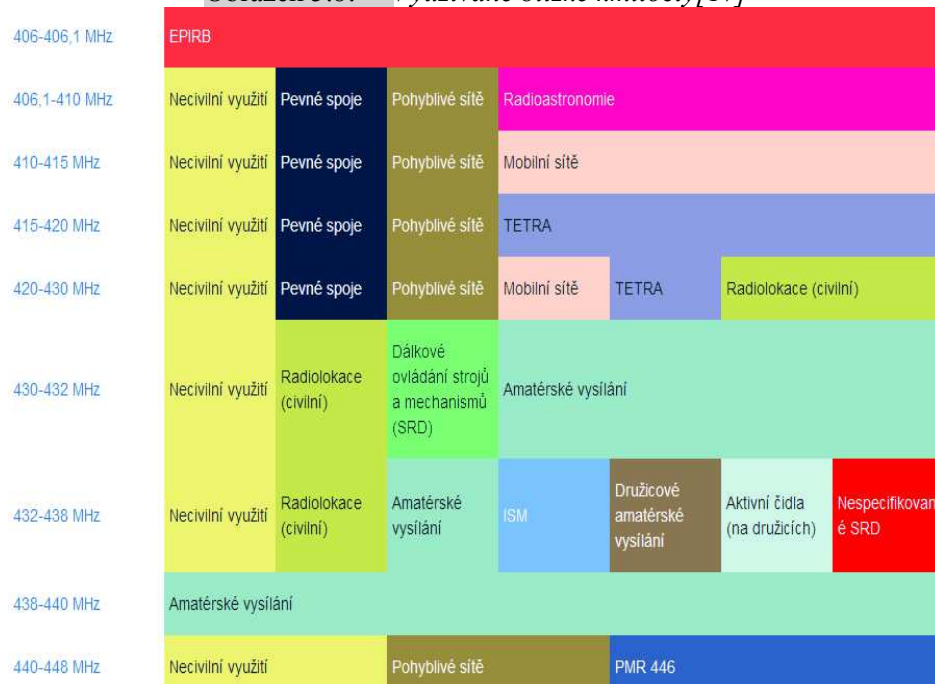 406-406,1 MHz EPIRB
406,1-410 MHz Necivilní využití Pevné spoje Pohyblivé sítě Radioastronomie
410-415 MHz Necivilní využití Pevné spoje Pohyblivé sítě Mobilní sítě
415-420 MHz Necivilní využití Pevné spoje Pohyblivé sítě TETRA
420-430 MHz Necivilní využití Pevné spoje Pohyblivé sítě Mobilní sítě TETRA Radiolokace (civilní)
430-432 MHz
Necivilní využití
Radiolokace
(civilní)
Dálkové
ovládání strojů
a mechanismů
(SRD)
Amatérské vysílání
432-438 MHz
Necivilní využití
Radiolokace
(civilní)
Amatérské
vysílání
ISM
Družicové
amatérské
vysílání
Aktivní čidla
(na družicích)
Nespecifikovan
é SRD
438-440 MHz Amatérské vysílání
440-448 MHz Necivilní využití Pohyblivé sítě PMR 446